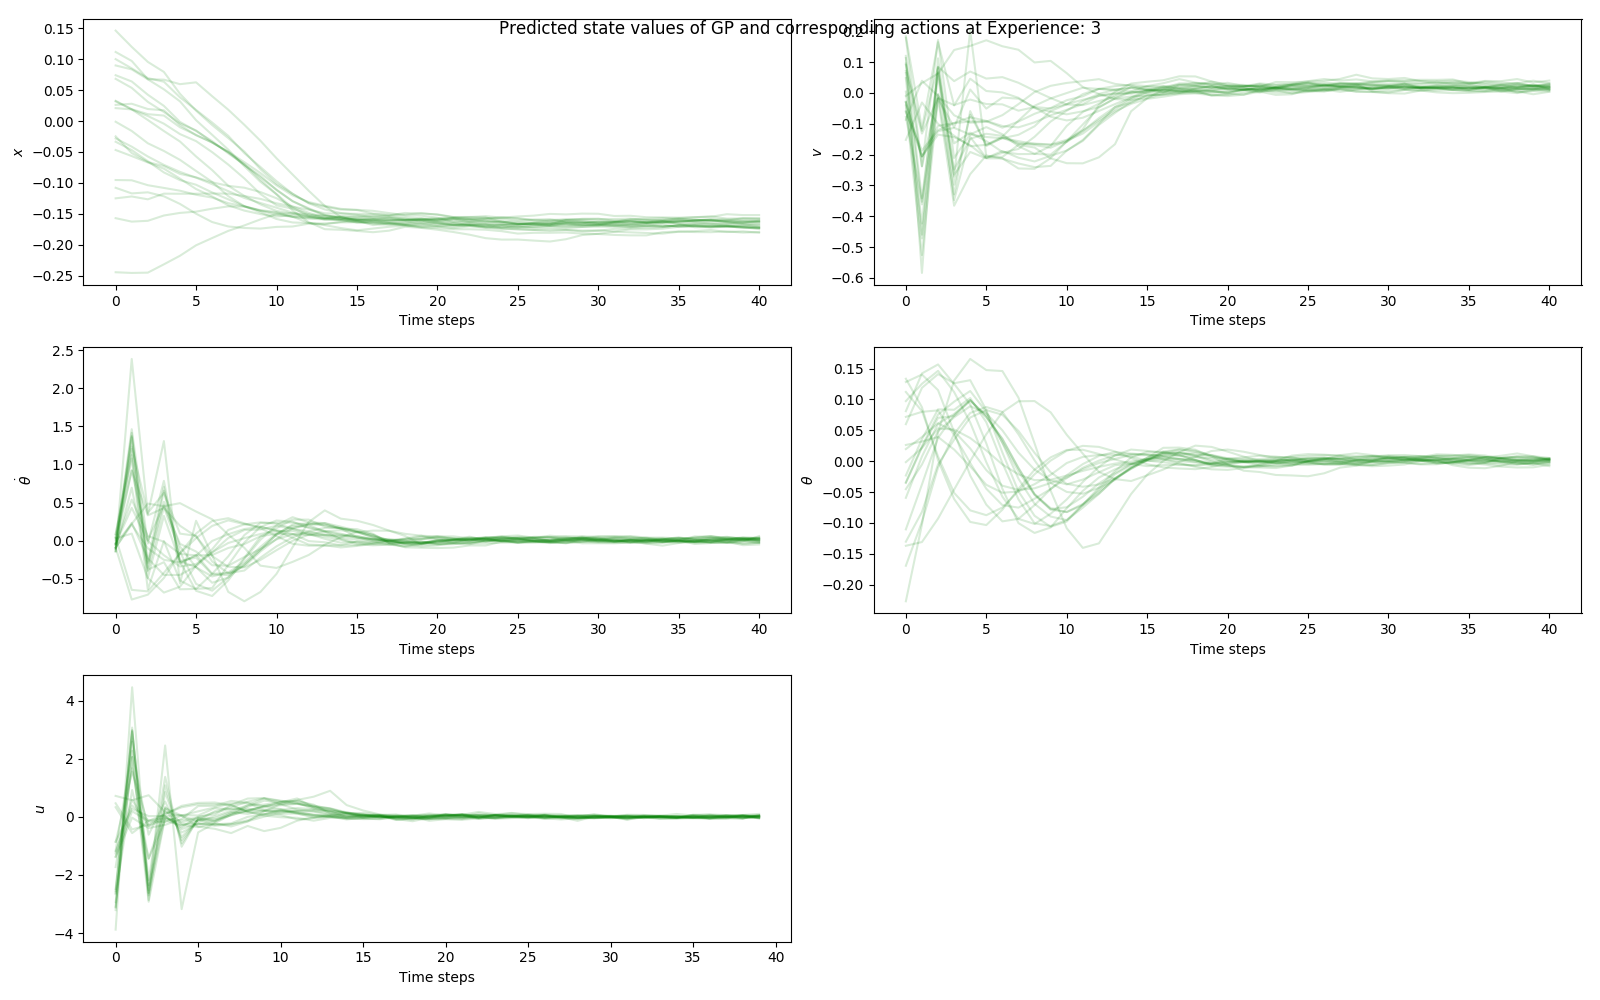 Predicted state values of GP and corresponding actions at Experience: 3
0.15
0.10
0.05
0.00
−0.05
−0.10
−0.15
−0.20
−0.25
x
0 5 10 15 20 25 30 35 40
Time steps
0.2
0.1
0.0
−0.1
−0.2
−0.3
−0.4
−0.5
−0.6
v
0 5 10 15 20 25 30 35 40
Time steps
2.5
2.0
1.5
1.0
0.5
0.0
−0.5
θ̇
0 5 10 15 20 25 30 35 40
Time steps
0.15
0.10
0.05
0.00
−0.05
−0.10
−0.15
−0.20
θ
0 5 10 15 20 25 30 35 40
Time steps
4
2
0
−2
−4
u
0 5 10 15 20 25 30 35 40
Time steps